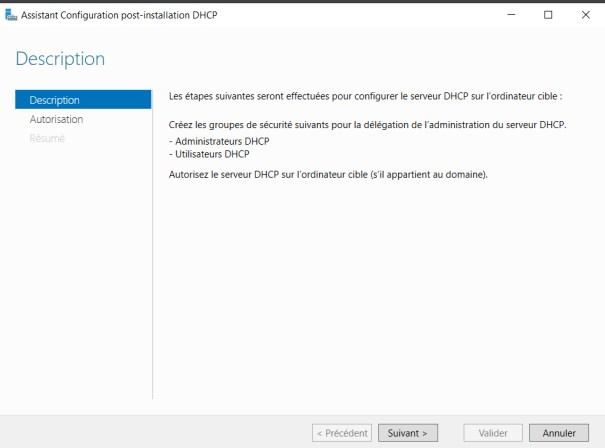 Assistant Configuration post-installation DHCP
Description
Description
Autorisation
Résumé
Les étapes suivantes seront effectuées pour configurer le serveur DHCP sur l'ordinateur cible :
Créez les groupes de sécurité suivants pour la délégation de l'administration du serveur DHCP.
- Administrateurs DHCP
- Utilisateurs DHCP
Autorisez le serveur DHCP sur l'ordinateur cible (s'il appartient au domaine).
< Précédent
Suivant >
Valider
Annuler